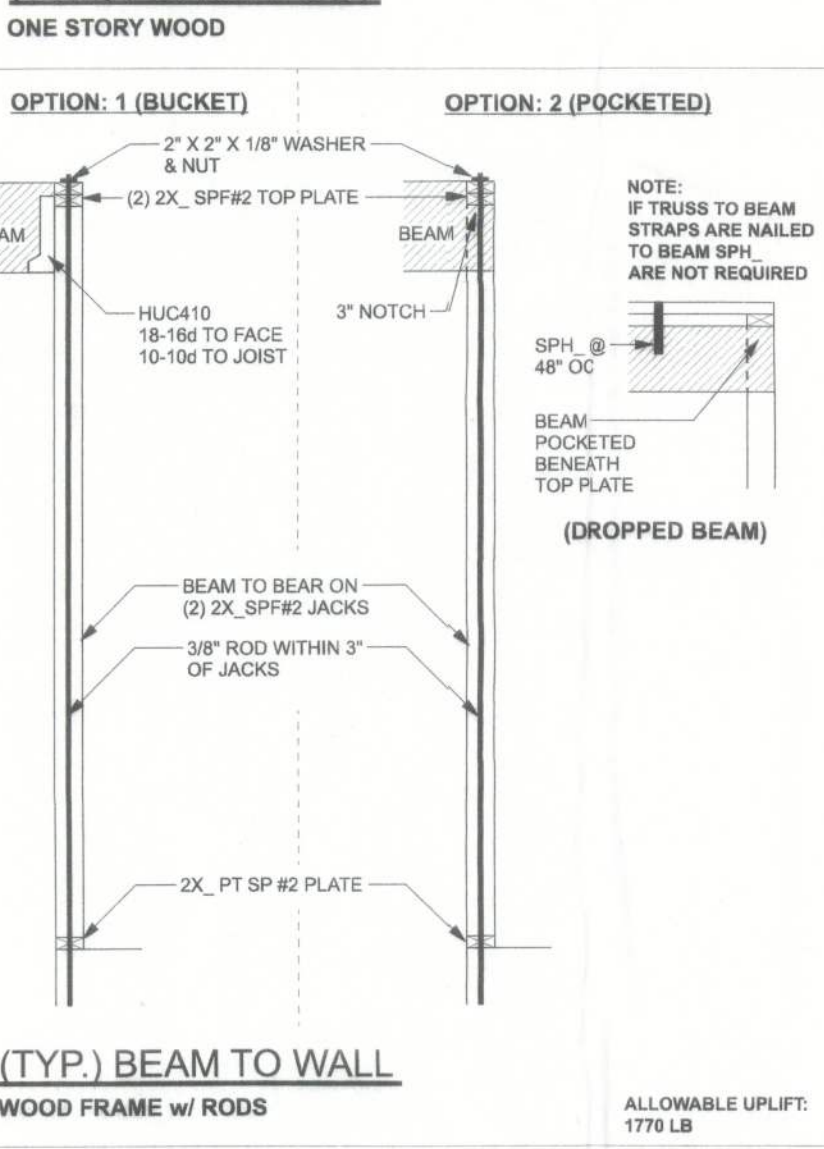 ONE STORY WOOD
OPTION: 1 (BUCKET)
OPTION: 2 (POCKETED)
2" X 2" X 1/8" WASHER
& NUT
(2) 2X_ SPF#2 TOP PLATE
AM
BEAM
HUC410
18-16d TO FACE
10-10d TO JOIST
3" NOTCH
NOTE:
IF TRUSS TO BEAM
STRAPS ARE NAILED
TO BEAM SPH_
ARE NOT REQUIRED
SPH_ @
48" OC
BEAM
POCKETED
BENEATH
TOP PLATE
(DROPPED BEAM)
BEAM TO BEAR ON
(2) 2X_SPF#2 JACKS
3/8" ROD WITHIN 3"
OF JACKS
2X_ PT SP #2 PLATE
(TYP.) BEAM TO WALL
WOOD FRAME w/ RODS
ALLOWABLE UPLIFT:
1770 LB